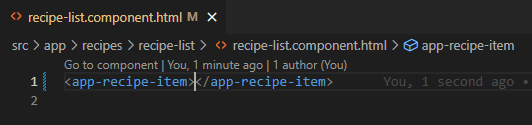 recipe-list.component.html M ×
src > app > recipes > recipe-list > recipe-list.component.html > app-recipe-item
Go to component | You, 1 minute ago | 1 author (You)
1 <app-recipe-item></app-recipe-item> You, 1 second ago •
2